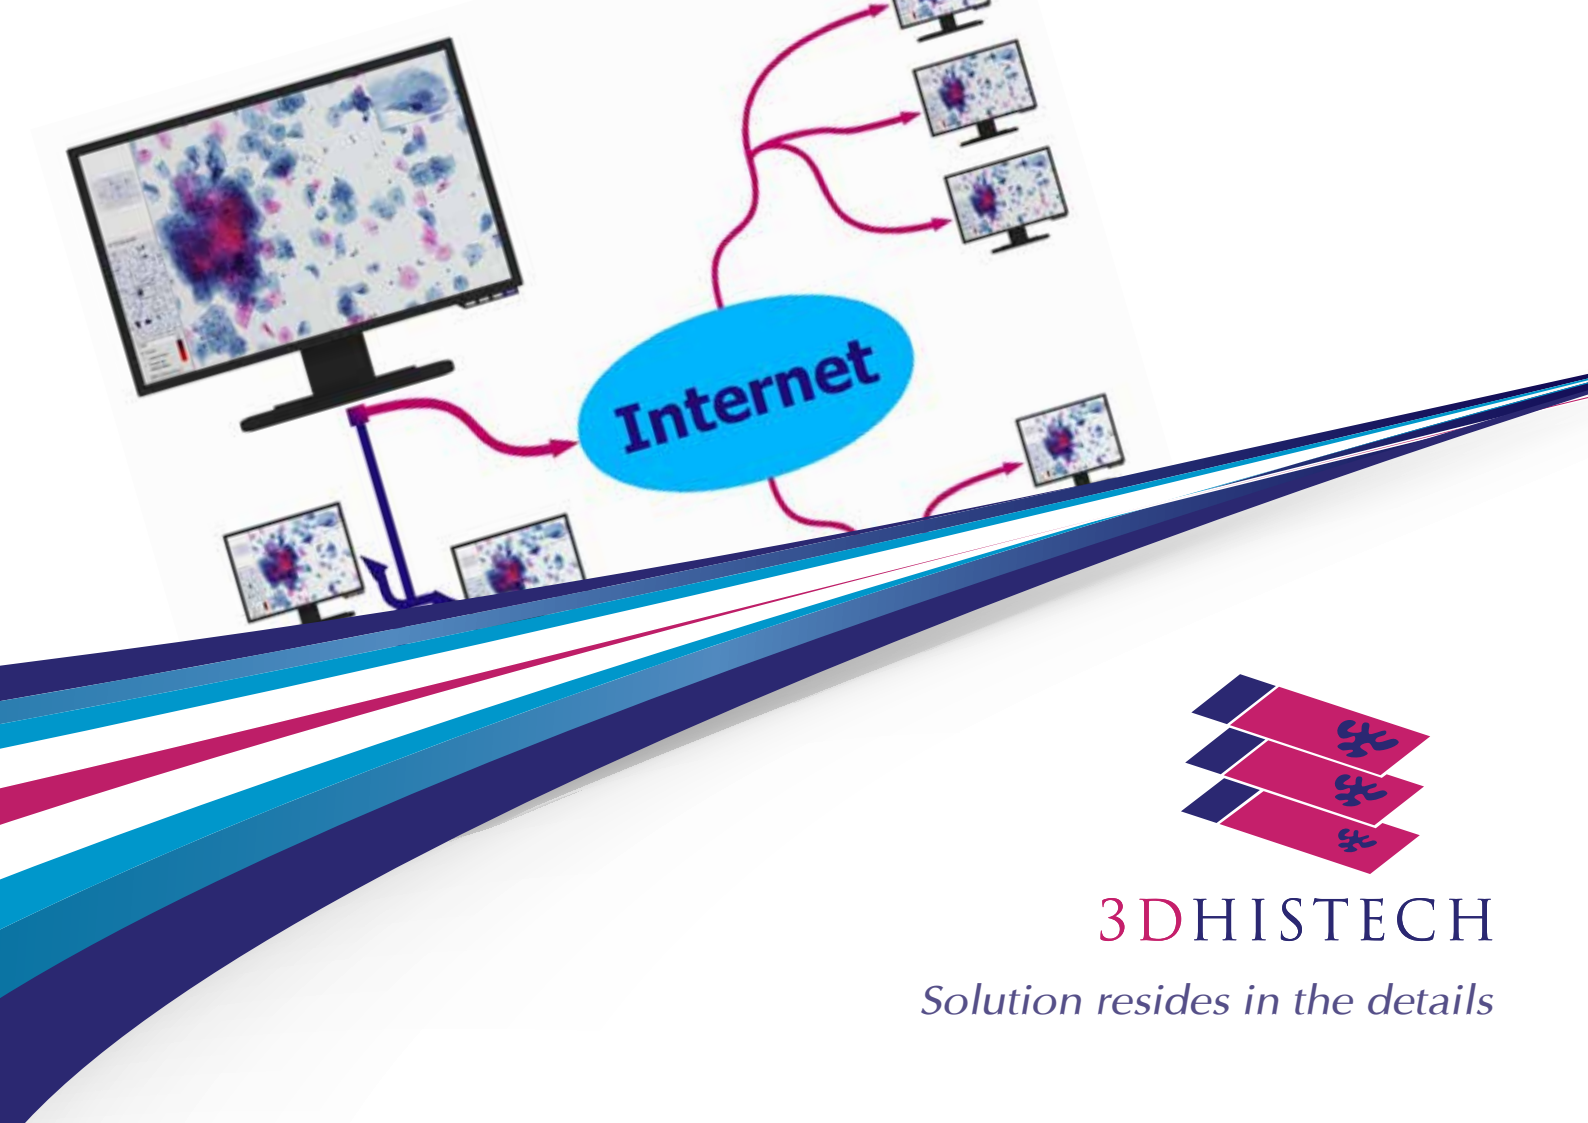 Internet
3DHISTECH
Solution resides in the details